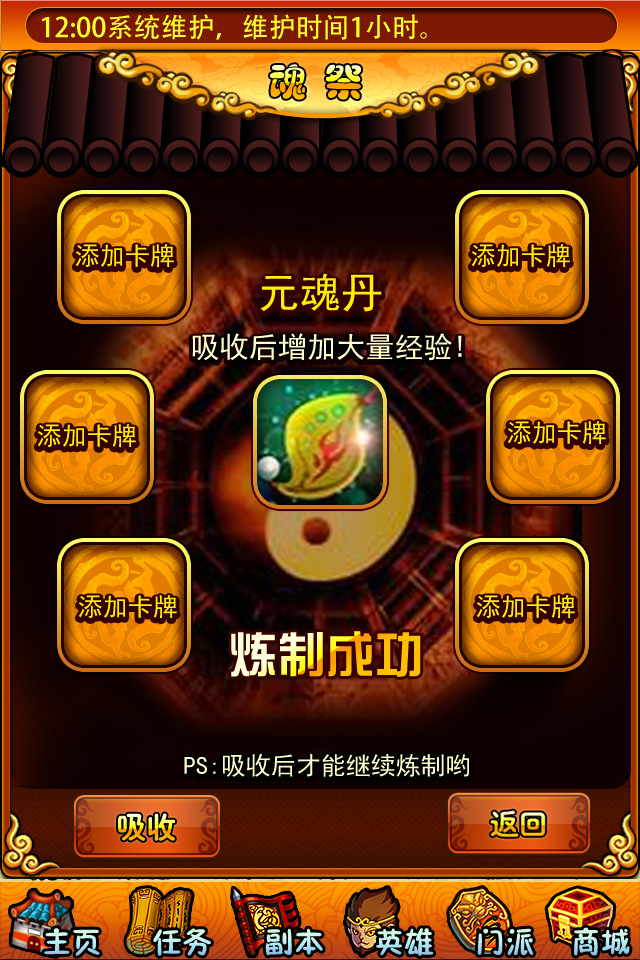 12:00系统维护，维护时间1小时。
魂祭
添加卡牌
添加卡牌
元魂丹
吸收后增加大量经验！
添加卡牌
添加卡牌
添加卡牌
添加卡牌
炼制成功
PS:吸收后才能继续炼制哟
吸收
返回
主页
任务
副本
英雄
门派
商城